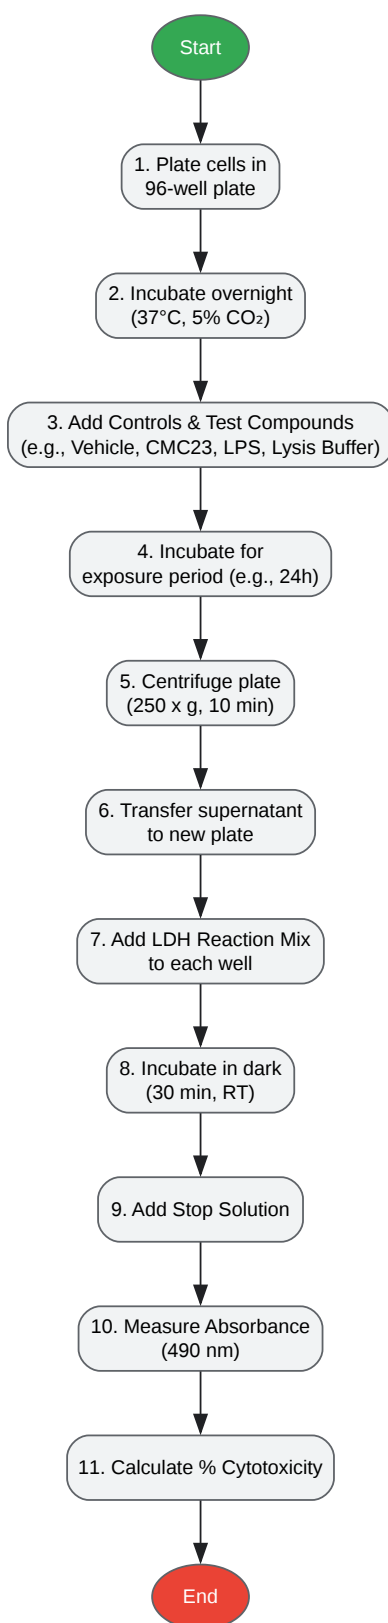 Start
1. Plate cells in
96-well plate
2. Incubate overnight
(37°C, 5% CO₂)
3. Add Controls & Test Compounds
(e.g., Vehicle, CMC23, LPS, Lysis Buffer)
4. Incubate for
exposure period (e.g., 24h)
5. Centrifuge plate
(250 x g, 10 min)
6. Transfer supernatant
to new plate
7. Add LDH Reaction Mix
to each well
8. Incubate in dark
(30 min, RT)
9. Add Stop Solution
10. Measure Absorbance
(490 nm)
11. Calculate % Cytotoxicity
End